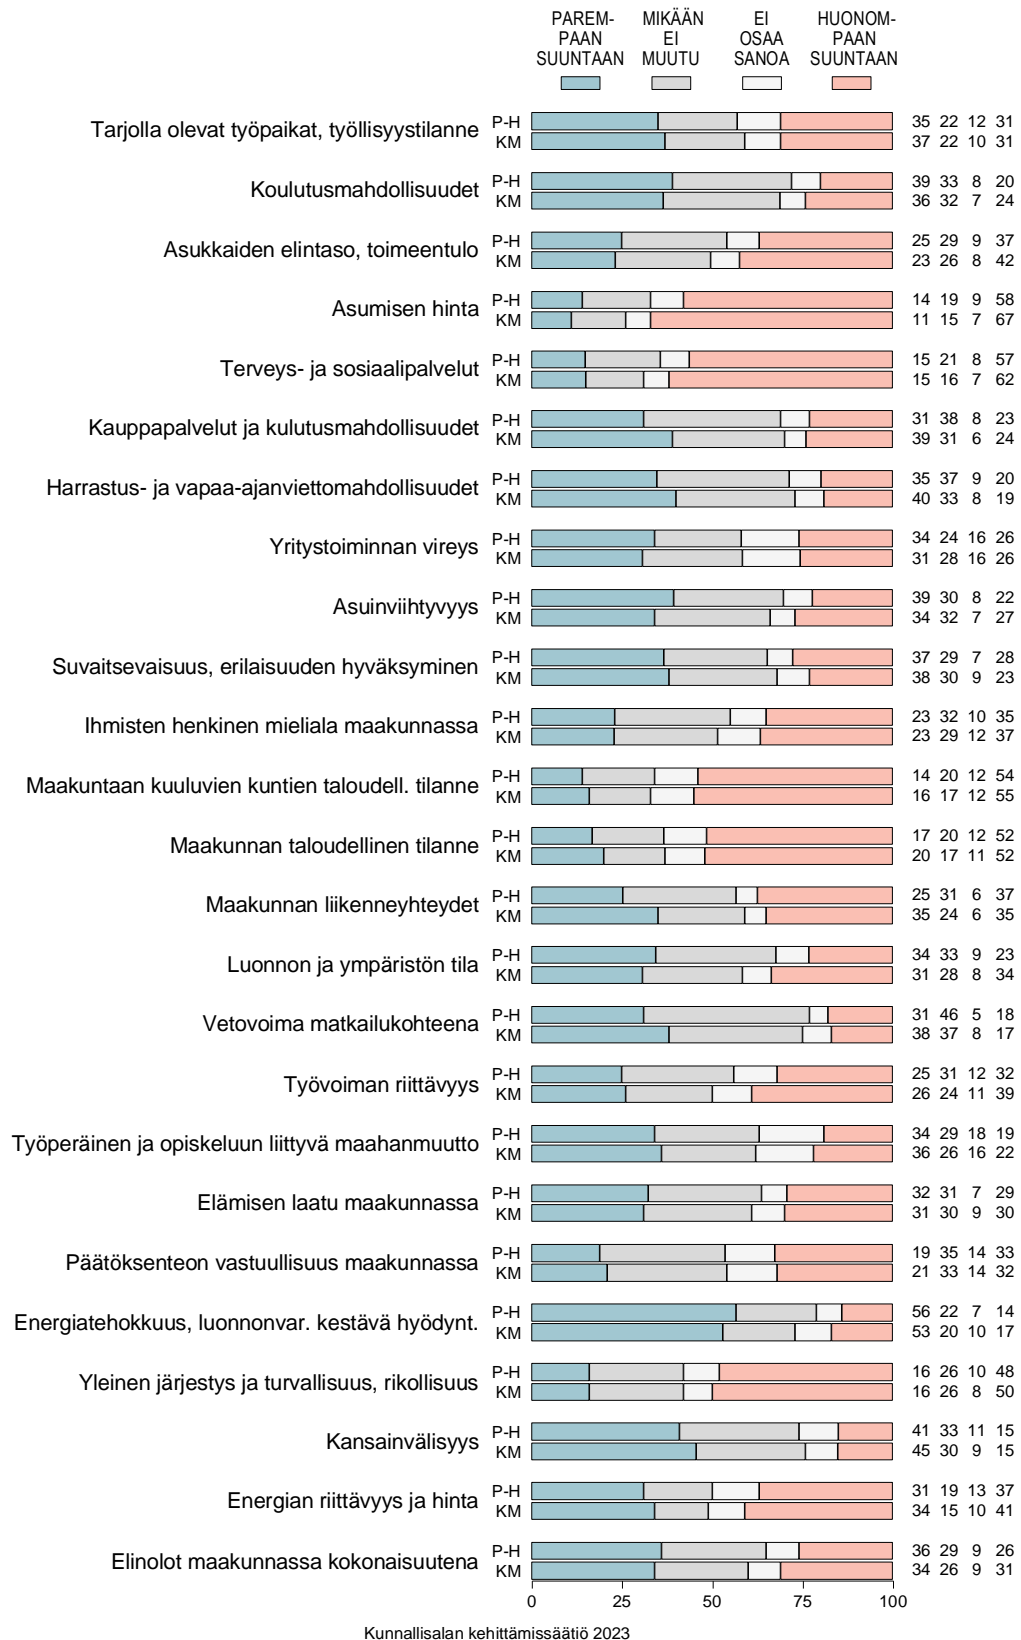 PAREM-
PAAN
SUUNTAAN
MIKÄÄN
EI
MUUTU
EI
OSAA
SANOA
HUONOM-
PAAN
SUUNTAAN
Tarjolla olevat työpaikat, työllisyystilanne
P-H 35 22 12 31
KM 37 22 10 31
Koulutusmahdollisuudet
P-H 39 33 8 20
KM 36 32 7 24
Asukkaiden elintaso, toimeentulo
P-H 25 29 9 37
KM 23 26 8 42
Asumisen hinta
P-H 14 19 9 58
KM 11 15 7 67
Terveys- ja sosiaalipalvelut
P-H 15 21 8 57
KM 15 16 7 62
Kauppapalvelut ja kulutusmahdollisuudet
P-H 31 38 8 23
KM 39 31 6 24
Harrastus- ja vapaa-ajanviettomahdollisuudet
P-H 35 37 9 20
KM 40 33 8 19
Yritystoiminnan vireys
P-H 34 24 16 26
KM 31 28 16 26
Asuinviihtyvyys
P-H 39 30 8 22
KM 34 32 7 27
Suvaitsevaisuus, erilaisuuden hyväksyminen
P-H 37 29 7 28
KM 38 30 9 23
Ihmisten henkinen mieliala maakunnassa
P-H 23 32 10 35
KM 23 29 12 37
Maakuntaan kuuluvien kuntien taloudell. tilanne
P-H 14 20 12 54
KM 16 17 12 55
Maakunnan taloudellinen tilanne
P-H 17 20 12 52
KM 20 17 11 52
Maakunnan liikenneyhteydet
P-H 25 31 6 37
KM 35 24 6 35
Luonnon ja ympäristön tila
P-H 34 33 9 23
KM 31 28 8 34
Vetovoima matkailukohteena
P-H 31 46 5 18
KM 38 37 8 17
Työvoiman riittävyys
P-H 25 31 12 32
KM 26 24 11 39
Työperäinen ja opiskeluun liittyvä maahanmuutto
P-H 34 29 18 19
KM 36 26 16 22
Elämisen laatu maakunnassa
P-H 32 31 7 29
KM 31 30 9 30
Päätöksenteon vastuullisuus maakunnassa
P-H 19 35 14 33
KM 21 33 14 32
Energiatehokkuus, luonnonvar. kestävä hyödynt.
P-H 56 22 7 14
KM 53 20 10 17
Yleinen järjestys ja turvallisuus, rikollisuus
P-H 16 26 10 48
KM 16 26 8 50
Kansainvälisyys
P-H 41 33 11 15
KM 45 30 9 15
Energian riittävyys ja hinta
P-H 31 19 13 37
KM 34 15 10 41
Elinolot maakunnassa kokonaisuutena
P-H 36 29 9 26
KM 34 26 9 31
0 25 50 75 100
Kunnallisalan kehittämissäätiö 2023